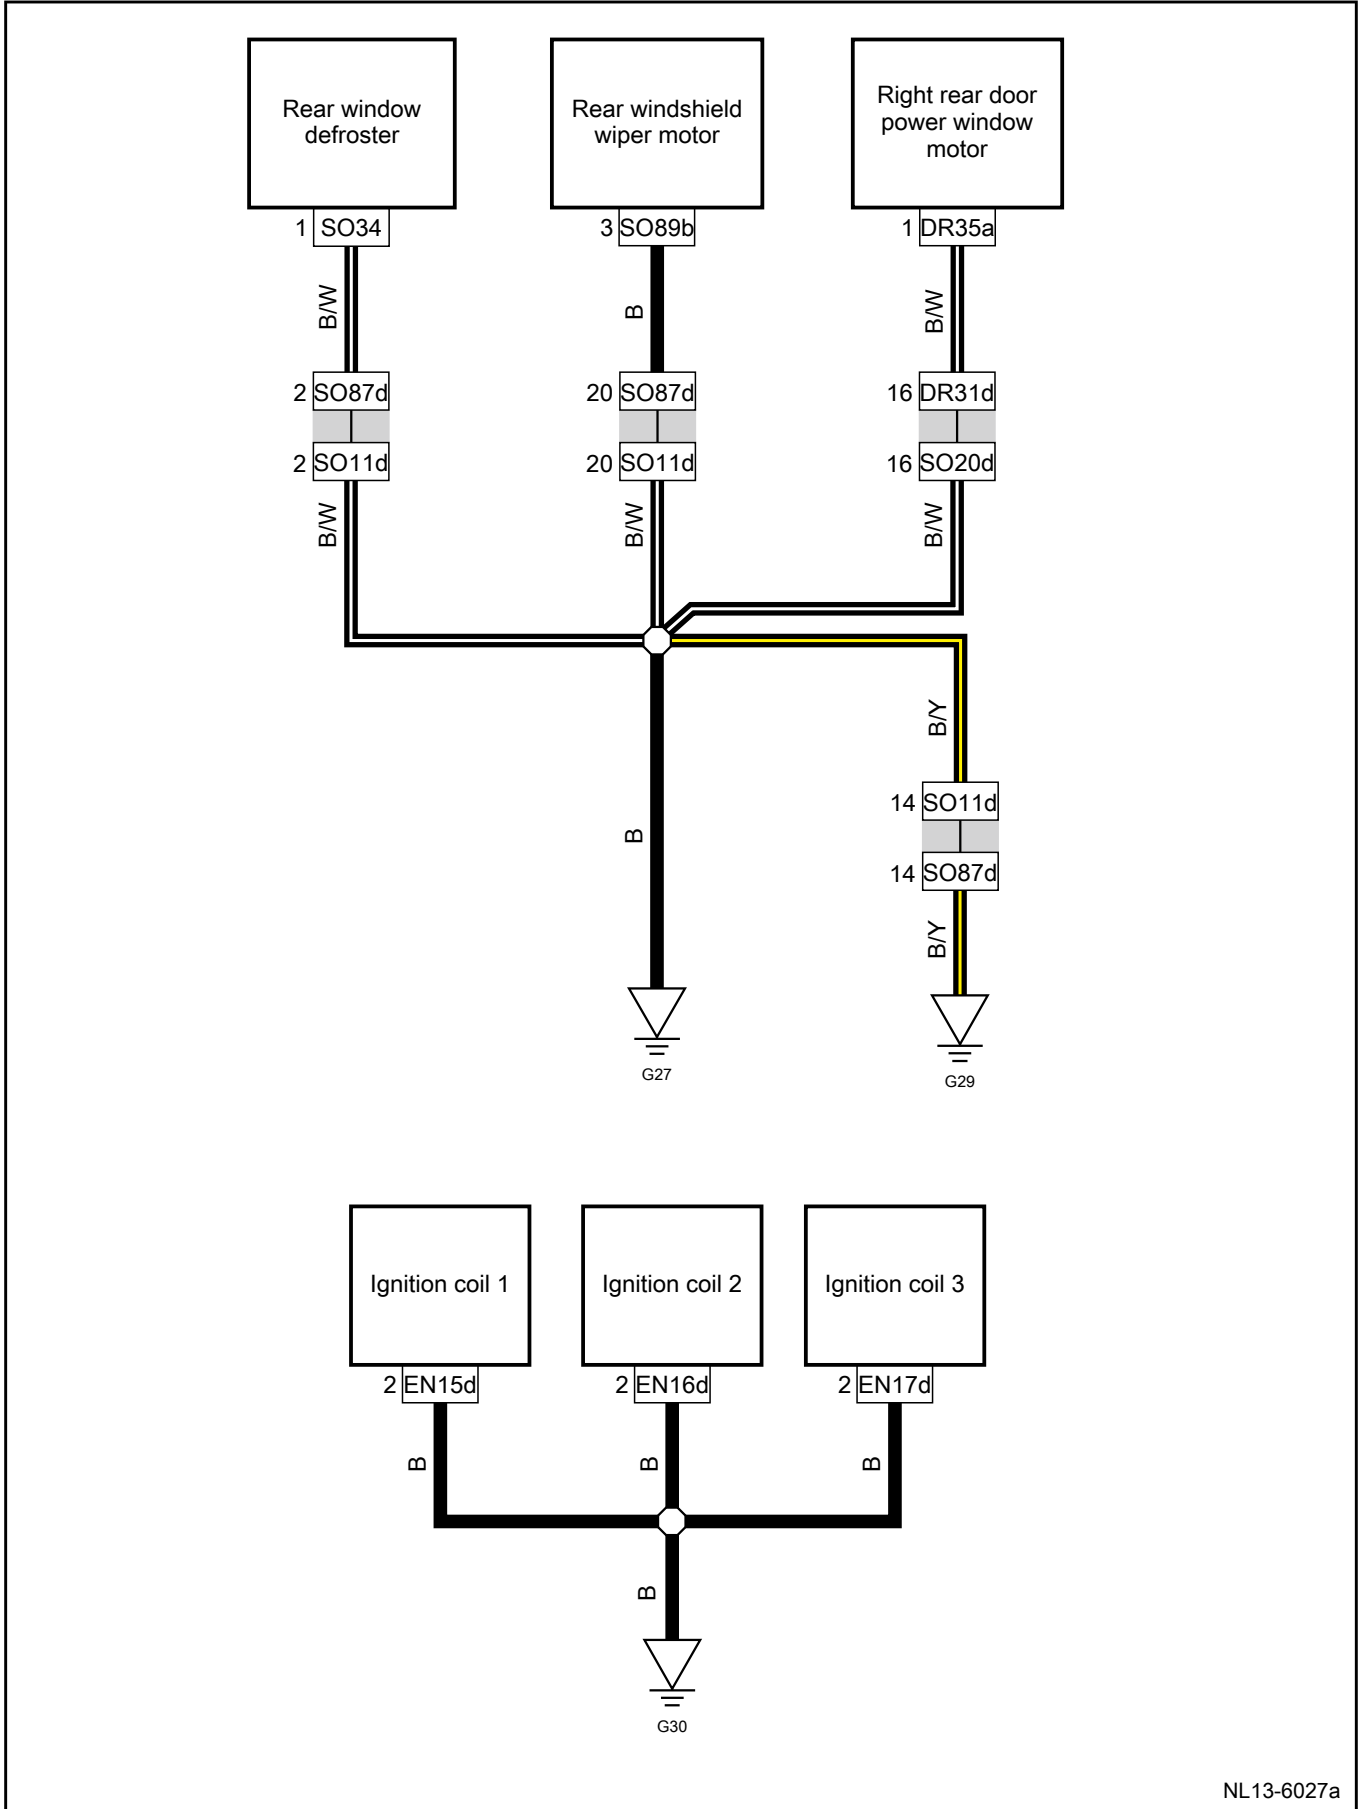 Rear window
defroster
Rear windshield
wiper motor
Right rear door
power window
motor
1 SO34
3 SO89b
1 DR35a
B/W
B
B/W
2 SO87d
20 SO87d
16 DR31d
2 SO11d
20 SO11d
16 SO20d
B/W
B/W
B/W
B/Y
14 SO11d
B
14 SO87d
B/Y
G27
G29
Ignition coil 1
Ignition coil 2
Ignition coil 3
2 EN15d
2 EN16d
2 EN17d
B
B
B
B
G30
NL13-6027a